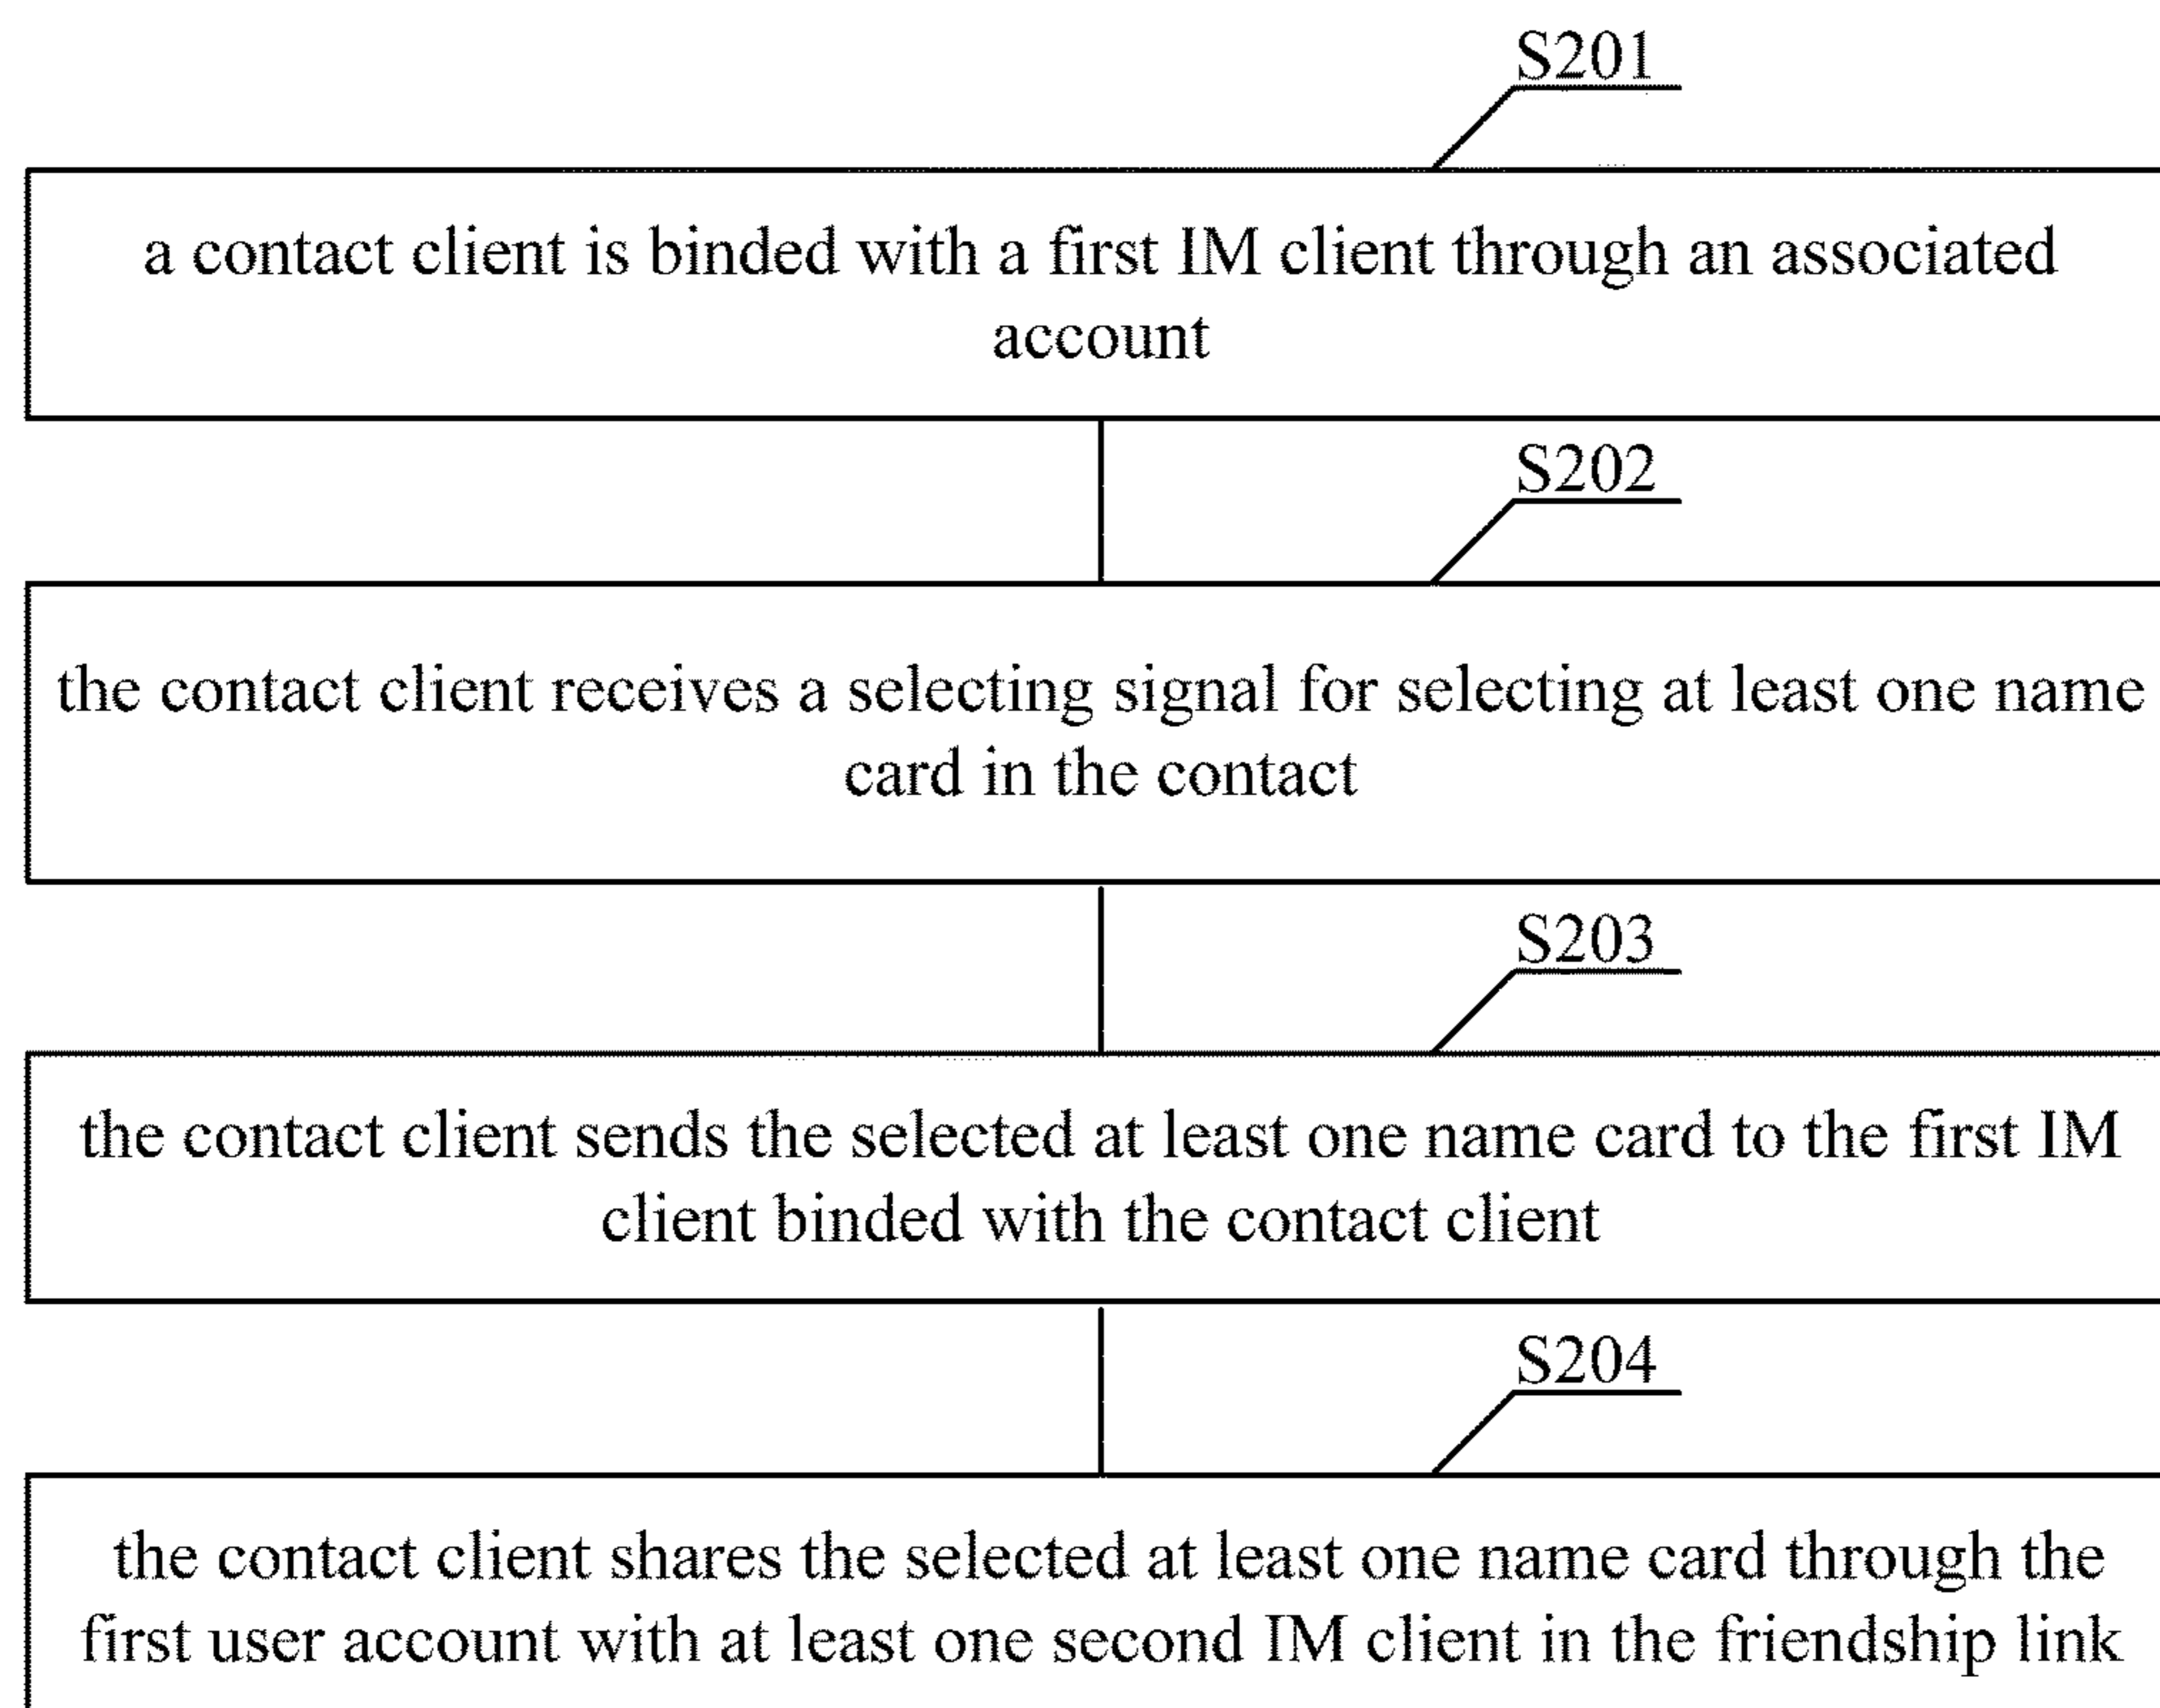 S201
a contact client is binded with a first IM client through an associated
account
S202
the contact client receives a selecting signal for selecting at least one name
card in the contact
S203
the contact client sends the selected at least one name card to the first IM
client binded with the contact client
S204
the contact client shares the selected at least one name card through the
first user account with at least one second IM client in the friendship link